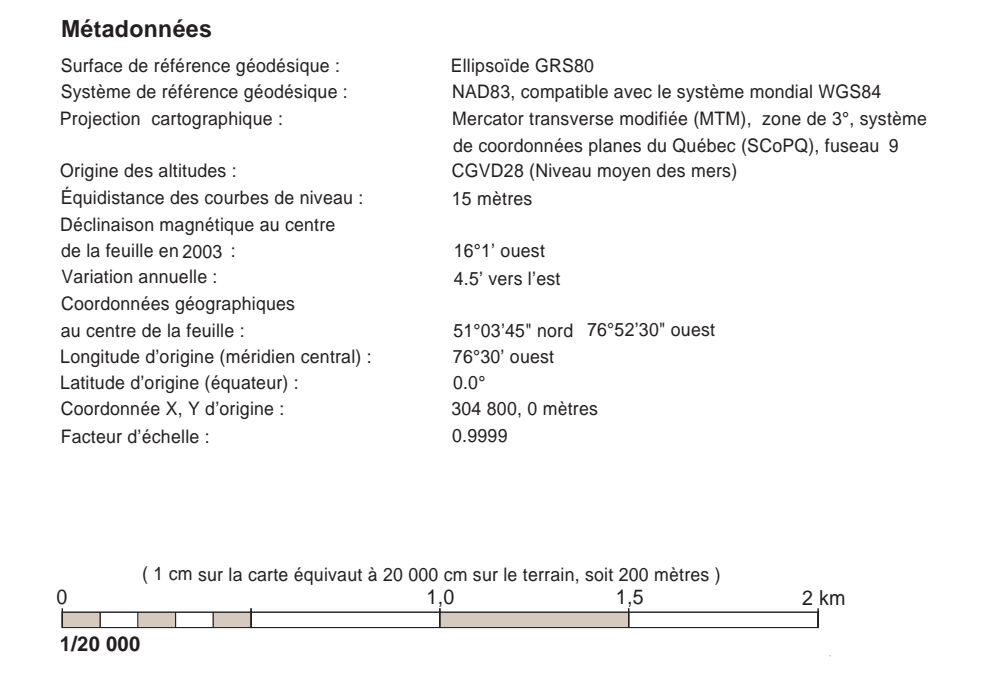 Métadonnées
Surface de référence géodésique : Ellipsoïde GRS80
Système de référence géodésique : NAD83, compatible avec le système mondial WGS84
Projection cartographique : Mercator transverse modifiée (MTM), zone de 3°, système
de coordonnées planes du Québec (SCoPQ), fuseau 9
Origine des altitudes : CGVD28 (Niveau moyen des mers)
Équidistance des courbes de niveau : 15 mètres
Déclinaison magnétique au centre
de la feuille en 2003 : 16°1’ ouest
Variation annuelle : 4.5’ vers l’est
Coordonnées géographiques
au centre de la feuille : 51°03’45" nord 76°52’30" ouest
Longitude d’origine (méridien central) : 76°30’ ouest
Latitude d’origine (équateur) : 0.0°
Coordonnée X, Y d’origine : 304 800, 0 mètres
Facteur d’échelle : 0.9999
( 1 cm sur la carte équivaut à 20 000 cm sur le terrain, soit 200 mètres )
0 1,0 1,5 2 km
1/20 000